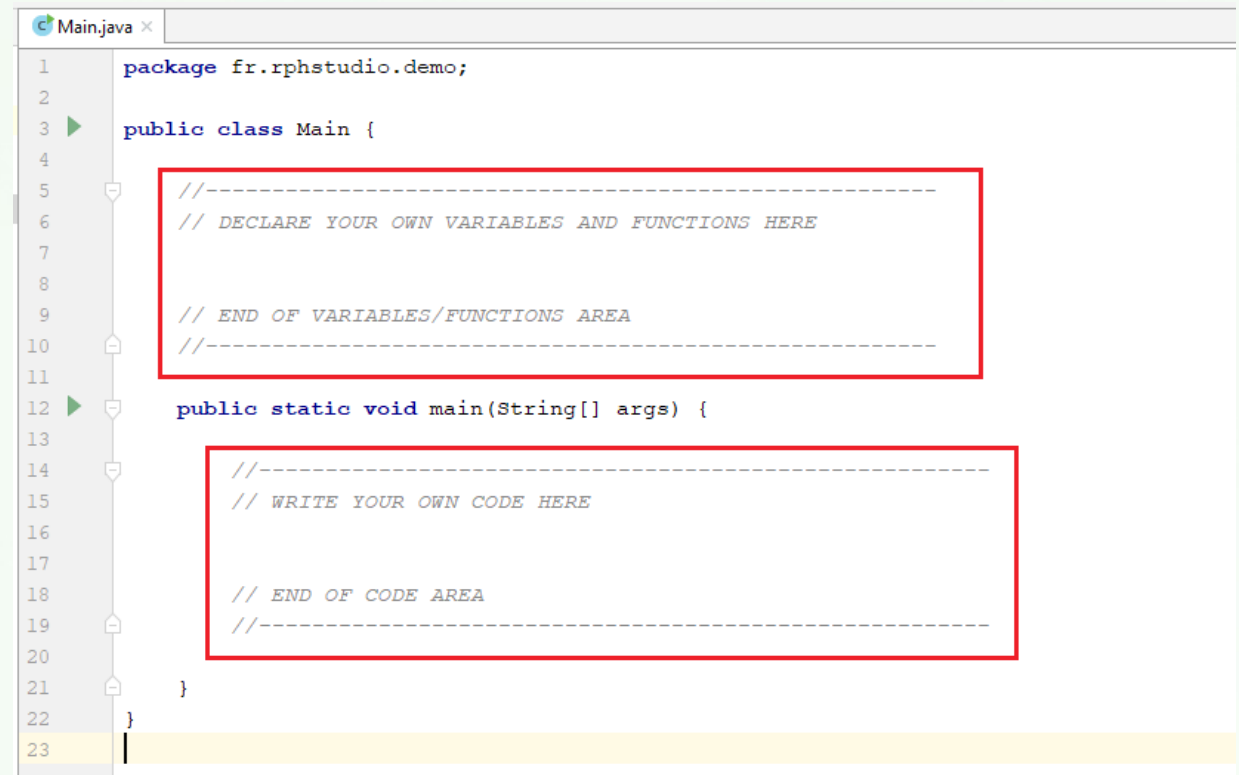 Main.java
1 package fr.rphstudio.demo;
2
3 public class Main {
4
5 //-------------------------------------------------------
6 // DECLARE YOUR OWN VARIABLES AND FUNCTIONS HERE
7
8
9 // END OF VARIABLES/FUNCTIONS AREA
10 //-------------------------------------------------------
11
12 public static void main(String[] args) {
13
14 //-------------------------------------------------------
15 // WRITE YOUR OWN CODE HERE
16
17
18 // END OF CODE AREA
19 //-------------------------------------------------------
20
21 }
22 }
23